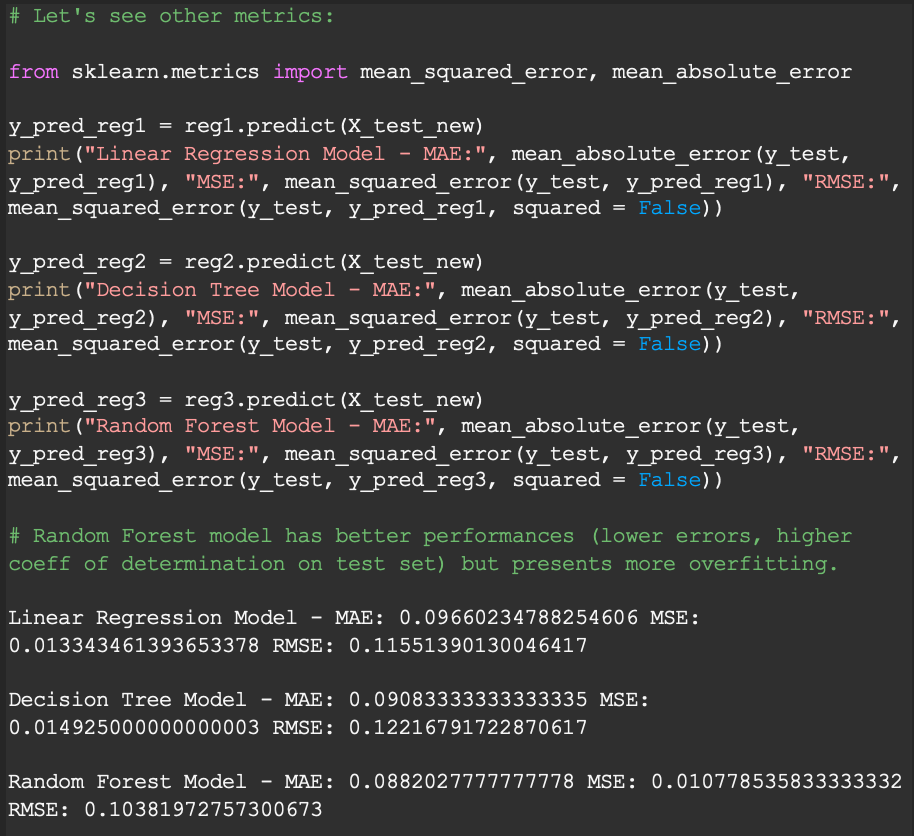 # Let's see other metrics:
from sklearn.metrics import mean_squared_error, mean_absolute_error
y_pred_reg1 = reg1.predict(X_test_new)
print("Linear Regression Model - MAE:", mean_absolute_error(y_test,
y_pred_reg1), "MSE:", mean_squared_error(y_test, y_pred_reg1), "RMSE:",
mean_squared_error(y_test, y_pred_reg1, squared = False))
y_pred_reg2 = reg2.predict(X_test_new)
print("Decision Tree Model - MAE:", mean_absolute_error(y_test,
y_pred_reg2), "MSE:", mean_squared_error(y_test, y_pred_reg2), "RMSE:",
mean_squared_error(y_test, y_pred_reg2, squared = False))
y_pred_reg3 = reg3.predict(X_test_new)
print("Random Forest Model - MAE:", mean_absolute_error(y_test,
y_pred_reg3), "MSE:", mean_squared_error(y_test, y_pred_reg3), "RMSE:",
mean_squared_error(y_test, y_pred_reg3, squared = False))
# Random Forest model has better performances (lower errors, higher
coeff of determination on test set) but presents more overfitting.
Linear Regression Model - MAE: 0.09660234788254606 MSE:
0.013343461393653378 RMSE: 0.11551390130046417
Decision Tree Model - MAE: 0.09083333333333335 MSE:
0.014925000000000003 RMSE: 0.12216791722870617
Random Forest Model - MAE: 0.0882027777777778 MSE: 0.010778535833333332
RMSE: 0.10381972757300673